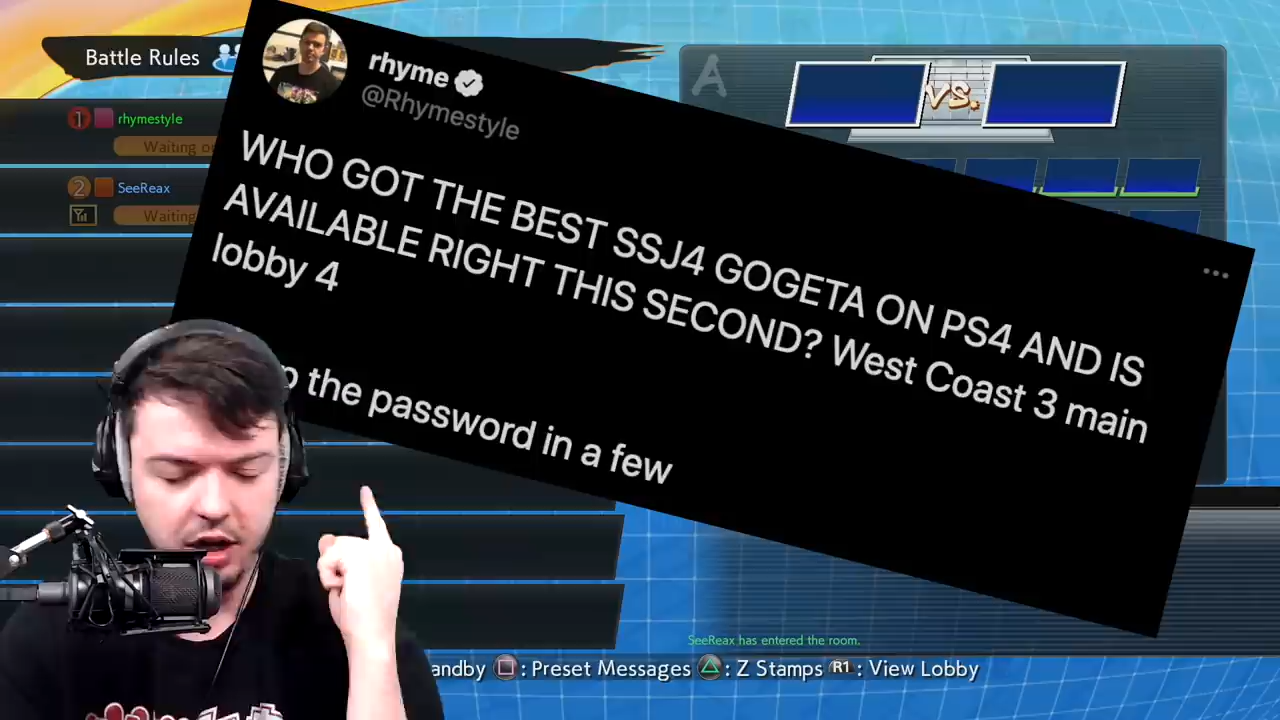 Battle Rules
1 rhymestyle
Waiting
2 SeeReax
Waiting
A
VS.
rhyme
@Rhymestyle
WHO GOT THE BEST SSJ4 GOGETA ON PS4 AND IS
AVAILABLE RIGHT THIS SECOND? West Coast 3 main
lobby 4
the password in a few
SeeReax has entered the room.
: Preset Messages : Z Stamps R1 : View Lobby